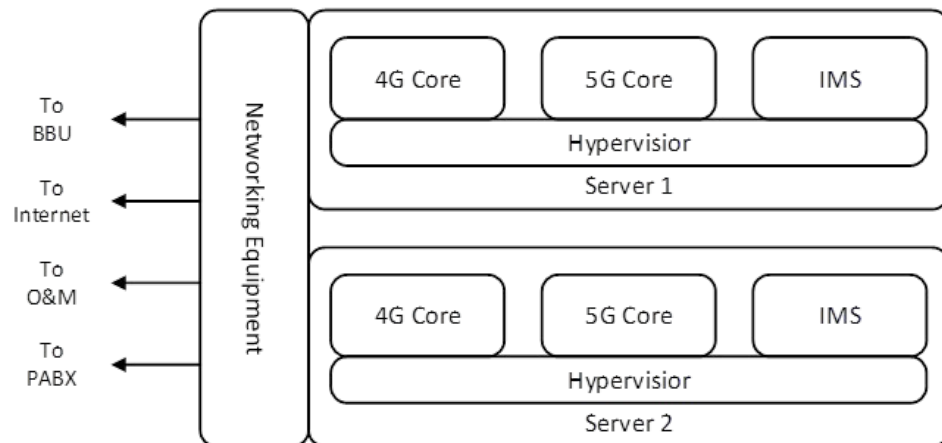 To
BBU
To
Internet
To
O&M
To
PABX
Networking Equipment
4G Core
5G Core
IMS
Hypervisior
Server 1
4G Core
5G Core
IMS
Hypervisior
Server 2